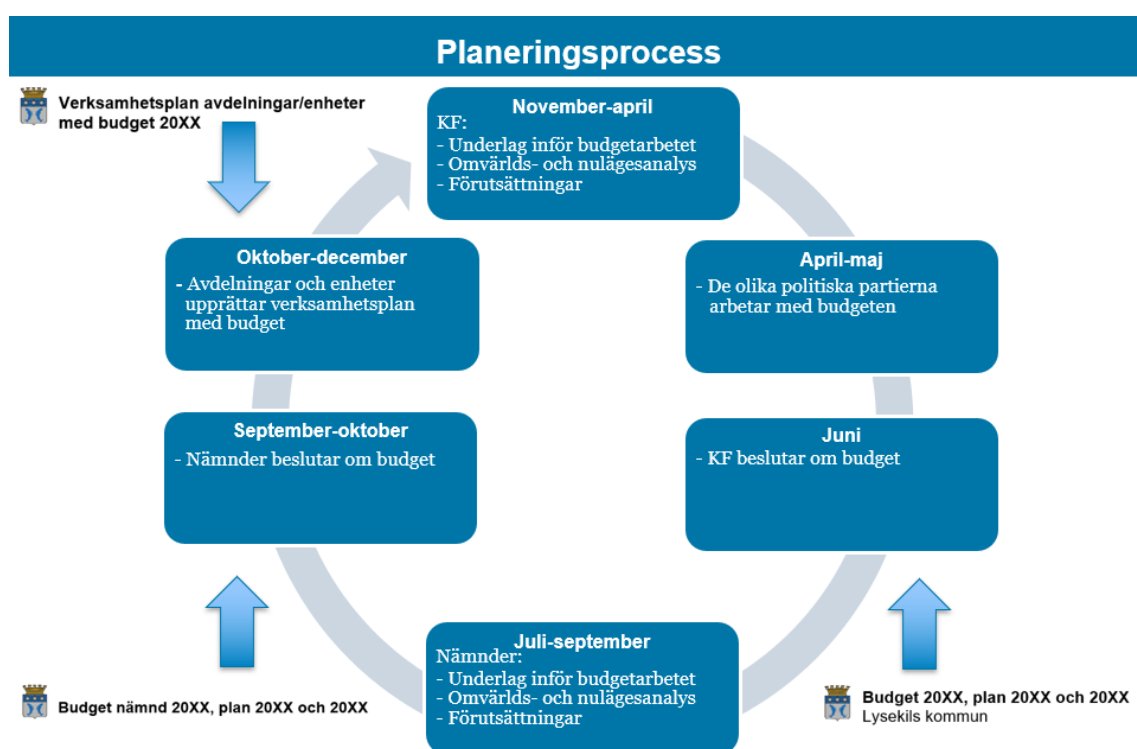 Planeringsprocess
Verksamhetsplan avdelningar/enheter
med budget 20XX
November-april
KF:
- Underlag inför budgetarbetet
- Omvärlds- och nulägesanalys
- Förutsättningar
April-maj
- De olika politiska partierna
arbetar med budgeten
Juni
- KF beslutar om budget
Budget 20XX, plan 20XX och 20XX
Lysekils kommun
Juli-september
Nämnder:
- Underlag inför budgetarbetet
- Omvärlds- och nulägesanalys
- Förutsättningar
Budget nämnd 20XX, plan 20XX och 20XX
September-oktober
- Nämnder beslutar om budget
Oktober-december
- Avdelningar och enheter
upprättar verksamhetsplan
med budget